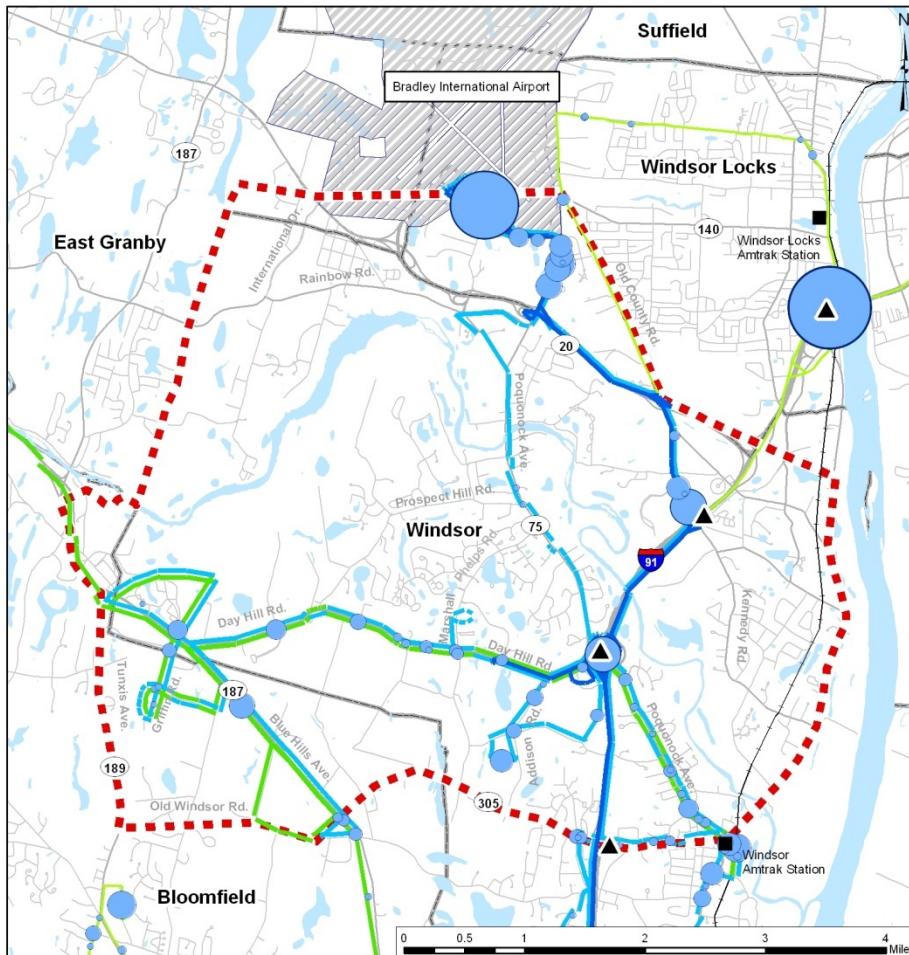 Suffield
N
Bradley International Airport
187
Windsor Locks
140
East Granby
International Dr.
Windsor Locks
Amtrak Station
Rainbow Rd.
Old County Rd.
20
Poquonock Ave.
Prospect Hill Rd.
Windsor
75
91
Marshall
Phelps Rd.
Day Hill Rd.
Kennedy Rd
Day Hill Rd
Tunxis Ave.
Griffin Rd.
187
Blue Hills Ave.
Addison Rd.
Poquonock Ave.
189
Old Windsor Rd.
305
Windsor
Amtrak Station
Bloomfield
0 0.5 1 2 3 4
Mile